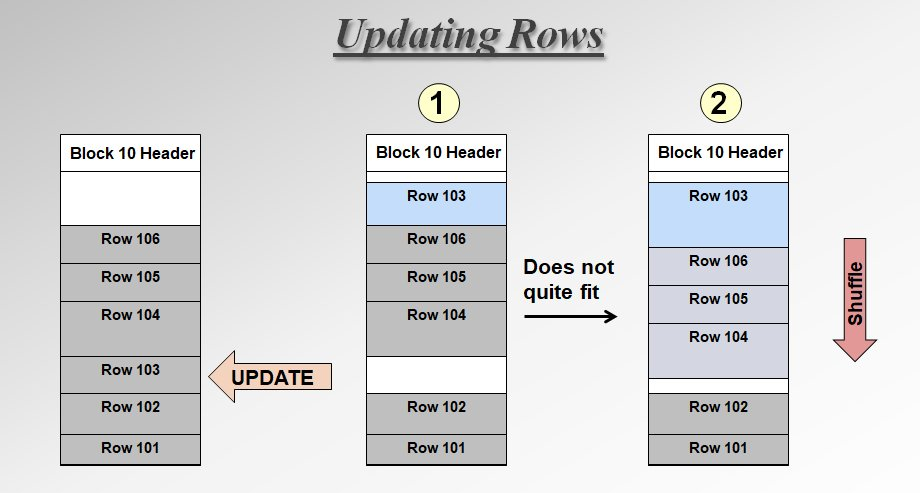 Updating Rows
1
2
Block 10 Header
Row 106
Row 105
Row 104
Row 103
Row 102
Row 101
UPDATE
Block 10 Header
Row 103
Row 106
Row 105
Row 104
Row 102
Row 101
Does not
quite fit
Block 10 Header
Row 103
Row 106
Row 105
Row 104
Row 102
Row 101
Shuffle